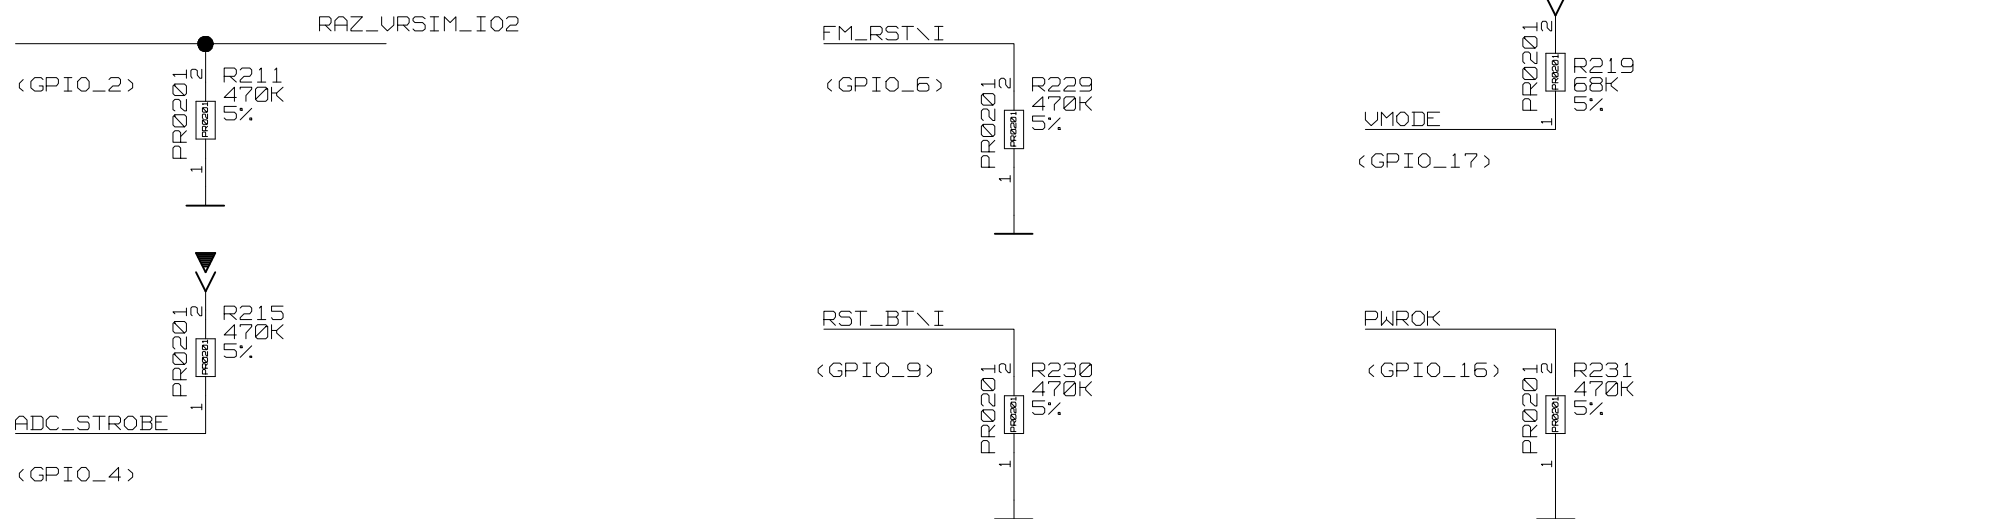 RAZ_VRSIM_IO2
(GPIO_2)
PR0201
2
R211
470K
5%
PR0201
1
R215
470K
5%
PR0201
2
PR0201
1
ADC_STROBE
(GPIO_4)
FM_RST\I
(GPIO_6)
PR0201
2
R229
470K
5%
PR0201
1
RST_BT\I
(GPIO_9)
PR0201
2
R230
470K
5%
PR0201
1
PR0201
2
R219
68K
5%
PR0201
1
VMODE
(GPIO_17)
PWROK
(GPIO_16)
PR0201
2
R231
470K
5%
PR0201
1